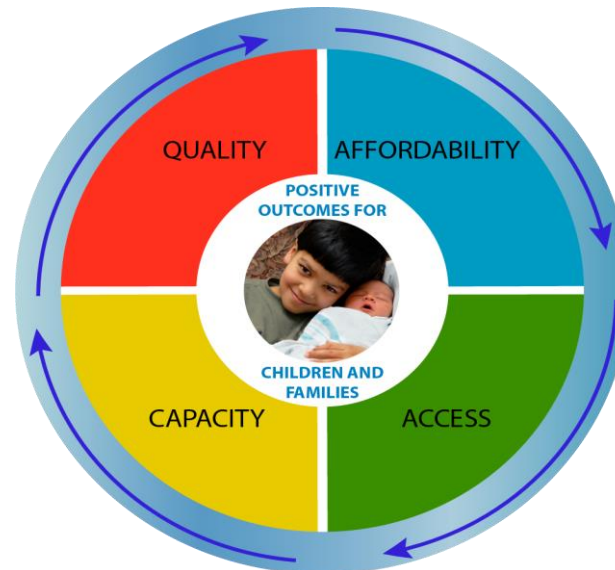 QUALITY
AFFORDABILITY
POSITIVE
OUTCOMES FOR
CHILDREN AND
FAMILIES
CAPACITY
ACCESS